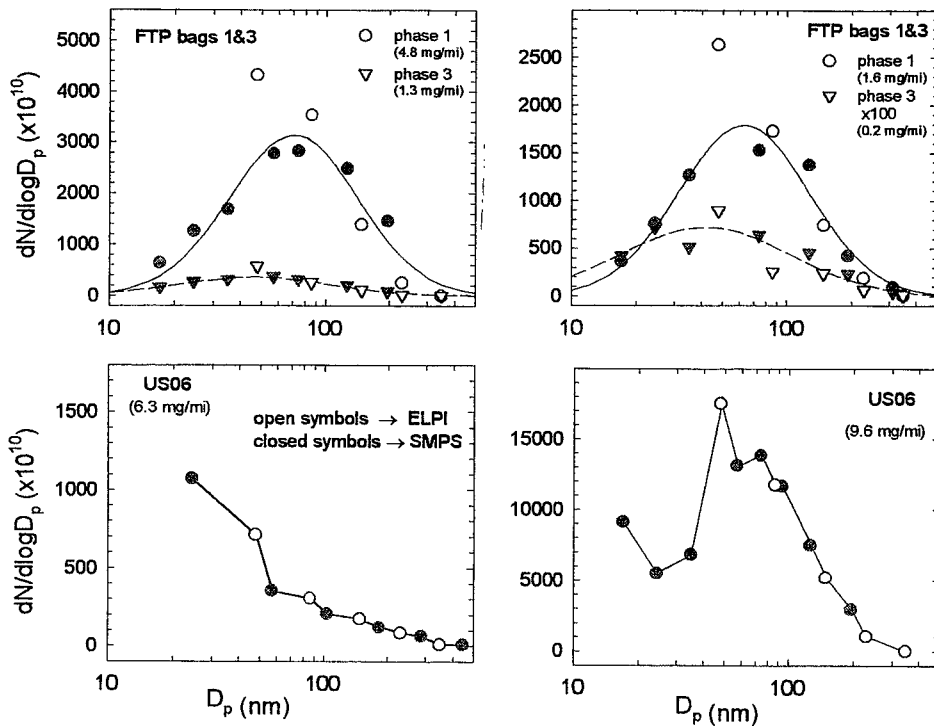 FTP bags 1&3
phase 1
(4.8 mg/mi)
phase 3
(1.3 mg/mi)
5000
4000
3000
2000
1000
0
10
100
dN/dlogDp (x10^10)
FTP bags 1&3
phase 1
(1.6 mg/mi)
phase 3
x100
(0.2 mg/mi)
2500
2000
1500
1000
500
0
10
100
US06
(6.3 mg/mi)
open symbols → ELPI
closed symbols → SMPS
1500
1000
500
0
10
100
dN/dlogDp (x10^10)
Dp (nm)
US06
(9.6 mg/mi)
15000
10000
5000
0
10
100
Dp (nm)